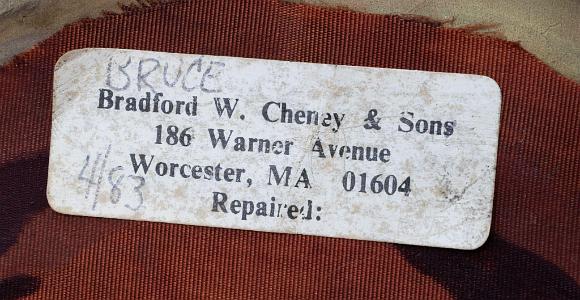 BRUCE
Bradford W. Cheney & Sons
186 Warner Avenue
Worcester, MA 01604
4/83
Repaired: